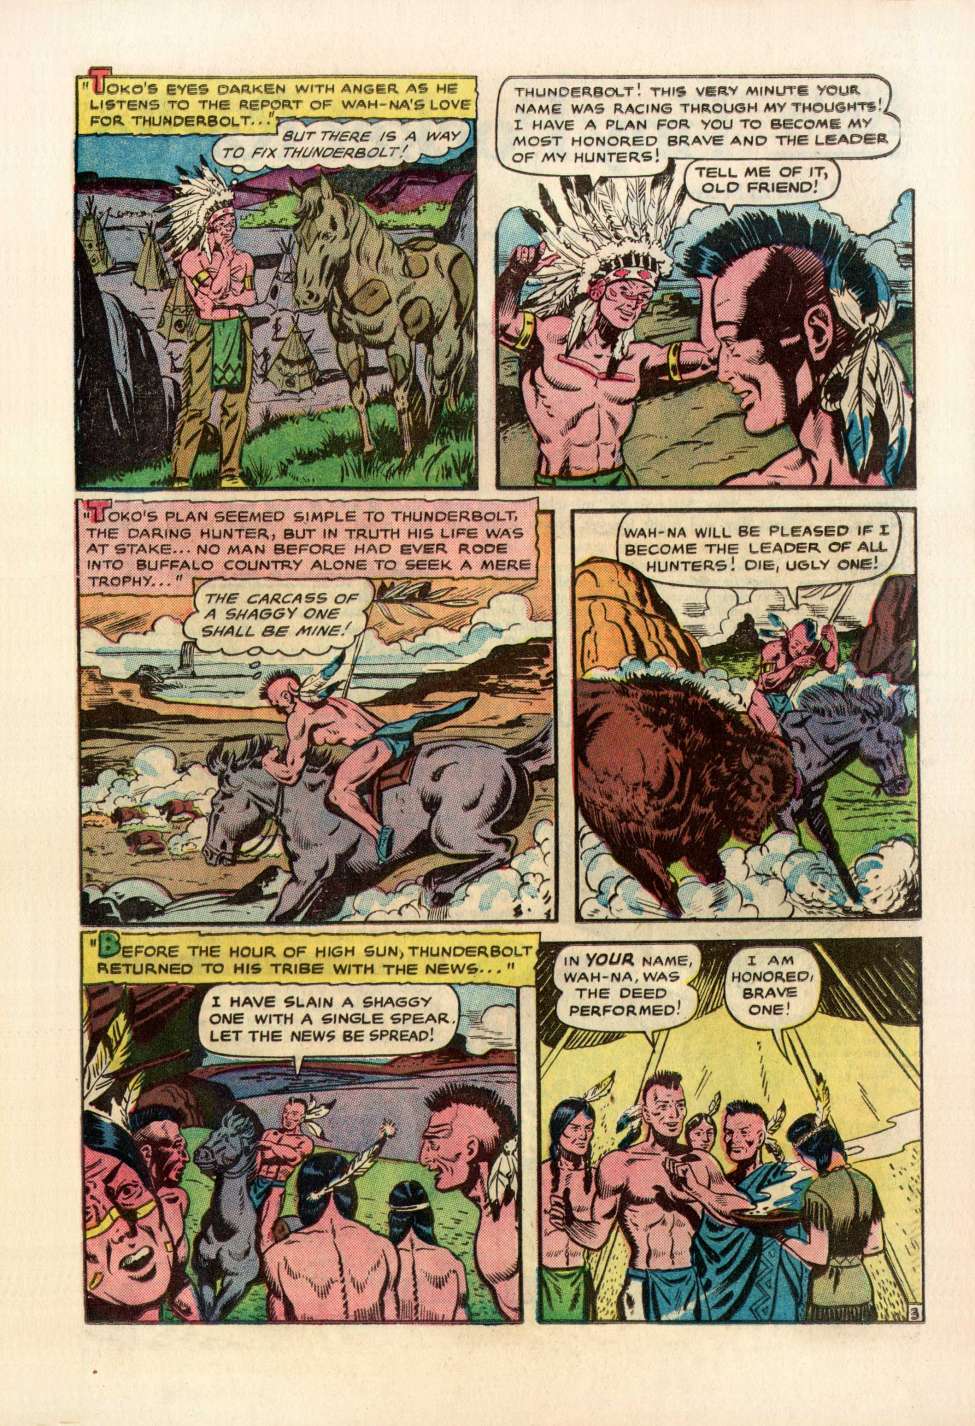 "TOKO'S EYES DARKEN WITH ANGER AS HE
LISTENS TO THE REPORT OF WAH-NA'S LOVE
FOR THUNDERBOLT..."
BUT THERE IS A WAY
TO FIX THUNDERBOLT!
THUNDERBOLT! THIS VERY MINUTE YOUR
NAME WAS RACING THROUGH MY THOUGHTS!
I HAVE A PLAN FOR YOU TO BECOME MY
MOST HONORED BRAVE AND THE LEADER
OF MY HUNTERS!
TELL ME OF IT,
OLD FRIEND!
"TOKO'S PLAN SEEMED SIMPLE TO THUNDERBOLT,
THE DARING HUNTER, BUT IN TRUTH HIS LIFE WAS
AT STAKE... NO MAN BEFORE HAD EVER RODE
INTO BUFFALO COUNTRY ALONE TO SEEK A MERE
TROPHY..."
THE CARCASS OF
A SHAGGY ONE
SHALL BE MINE!
WAH-NA WILL BE PLEASED IF I
BECOME THE LEADER OF ALL
HUNTERS! DIE, UGLY ONE!
"BEFORE THE HOUR OF HIGH SUN, THUNDERBOLT
RETURNED TO HIS TRIBE WITH THE NEWS..."
I HAVE SLAIN A SHAGGY
ONE WITH A SINGLE SPEAR.
LET THE NEWS BE SPREAD!
IN YOUR NAME,
WAH-NA, WAS
THE DEED
PERFORMED!
I AM
HONORED,
BRAVE
ONE!
3